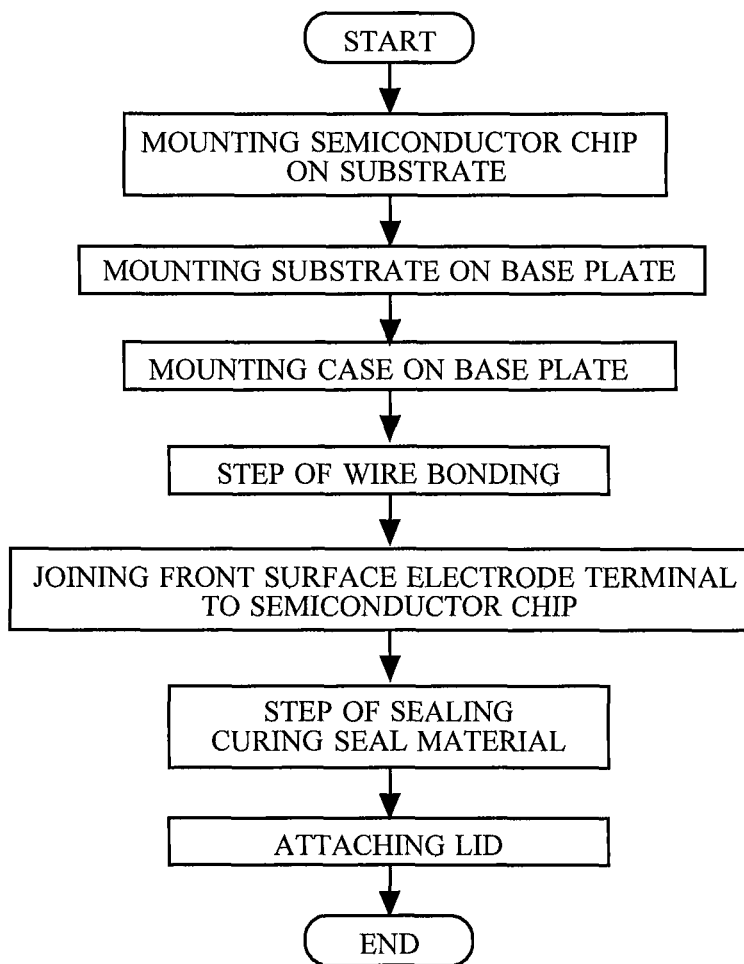 START
MOUNTING SEMICONDUCTOR CHIP
ON SUBSTRATE
MOUNTING SUBSTRATE ON BASE PLATE
MOUNTING CASE ON BASE PLATE
STEP OF WIRE BONDING
JOINING FRONT SURFACE ELECTRODE TERMINAL
TO SEMICONDUCTOR CHIP
STEP OF SEALING
CURING SEAL MATERIAL
ATTACHING LID
END